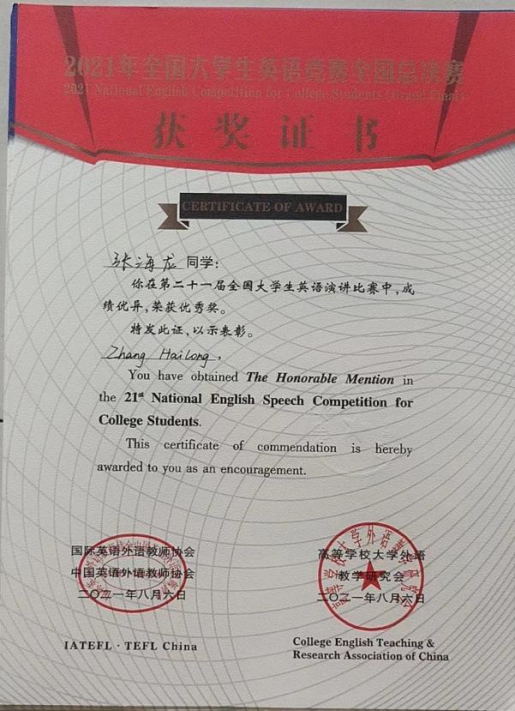 2021年全国大学生英语竞赛全国总决赛
2021 National English Competition for College Students (Grand Final)
获奖证书
CERTIFICATE OF AWARD
张海龙 同学:
你在第二十一届全国大学生英语演讲比赛中,成
绩优异,荣获优秀奖。
特发此证,以示表彰。
Zhang Hailong,
You have obtained The Honorable Mention in
the 21st National English Speech Competition for
College Students.
This certificate of commendation is hereby
awarded to you as an encouragement.
国际英语外语教师协会
中国英语外语教师协会
二〇二一年八月六日
IATEFL · TEFL China
高等学校大学外语
教学研究会
二〇二一年八月六日
College English Teaching &
Research Association of China